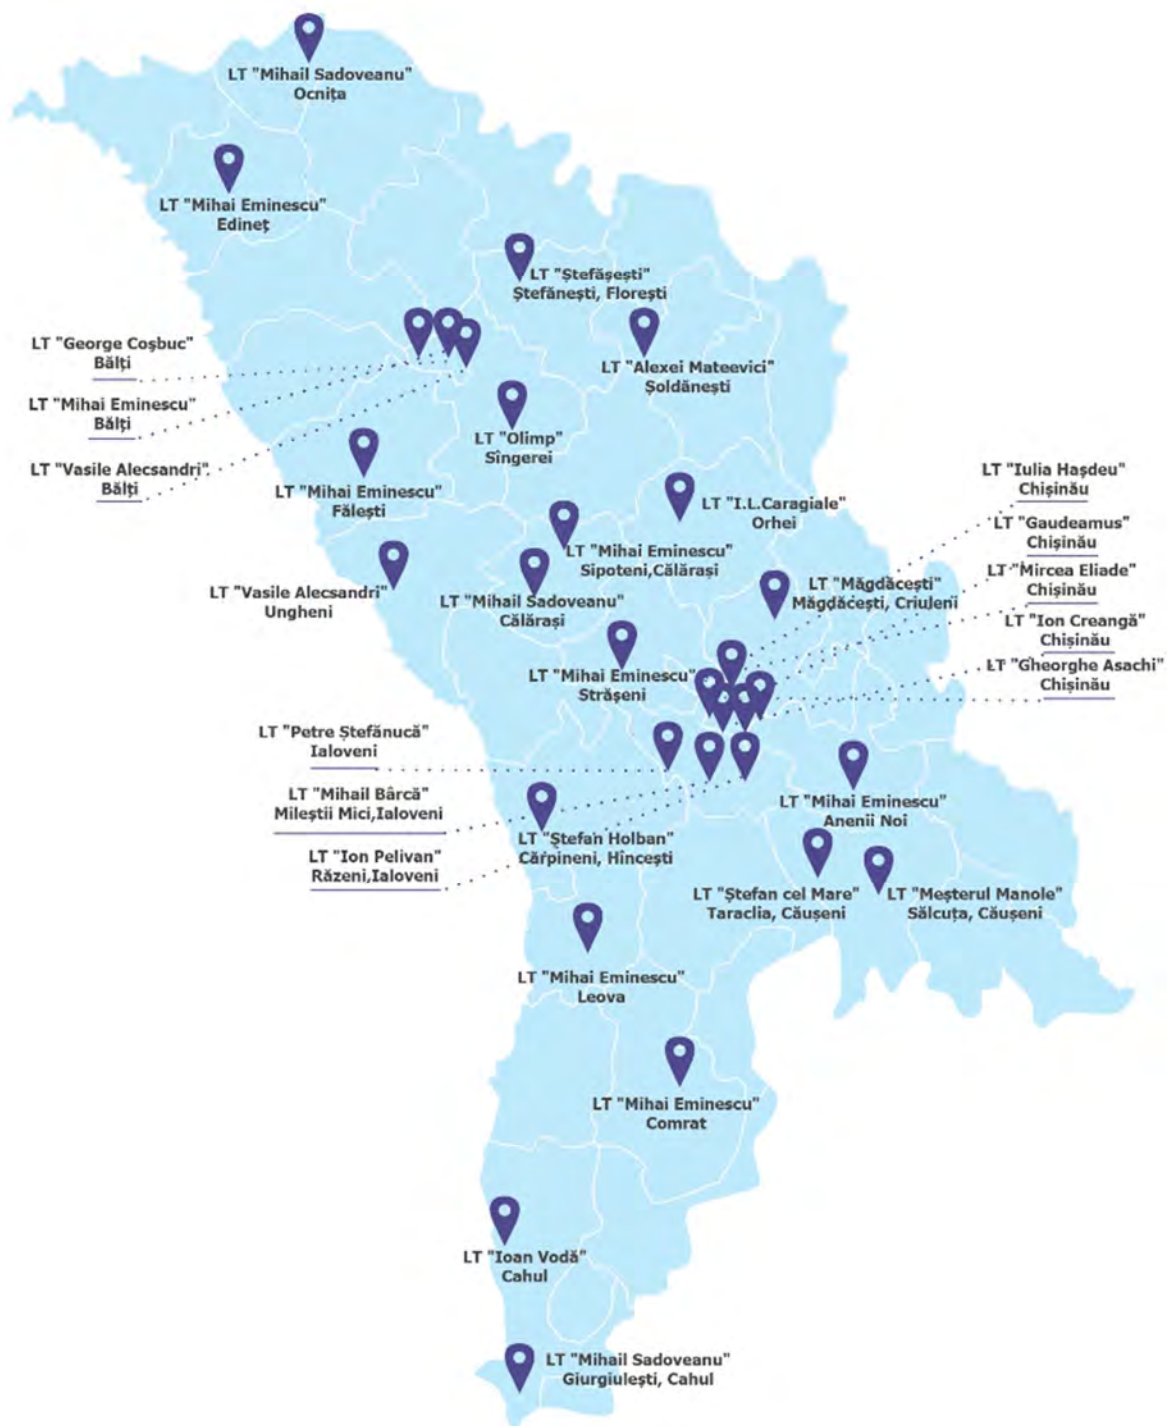 LT "Mihail Sadoveanu"
Ocnița
LT "Mihai Eminescu"
Edineț
LT "Ștefășești"
Ștefănești, Florești
LT "George Coșbuc"
Bălți
LT "Alexei Mateevici"
Șoldănești
LT "Mihai Eminescu"
Bălți
LT "Olimp"
Sîngerei
LT "Vasile Alecsandri"
Bălți
LT "Mihai Eminescu"
Fălești
LT "I.L.Caragiale"
Orhei
LT "Iulia Hașdeu"
Chișinău
LT "Gaudeamus"
Chișinău
LT "Mihai Eminescu"
Sipoteni,Călărași
LT "Mircea Eliade"
Chișinău
LT "Vasile Alecsandri"
Ungheni
LT "Mihail Sadoveanu"
Călărași
LT "Măgdăcești"
Măgdăcești, Criuleni
LT "Ion Creangă"
Chișinău
LT "Gheorghe Asachi"
Chișinău
LT "Mihai Eminescu"
Strășeni
LT "Petre Ștefănucă"
Ialoveni
LT "Mihail Bârcă"
Mileștii Mici,Ialoveni
LT "Mihai Eminescu"
Anenii Noi
LT "Ștefan Holban"
Cărpineni, Hîncești
LT "Ion Pelivan"
Răzeni,Ialoveni
LT "Ștefan cel Mare"
Taraclia, Căușeni
LT "Meșterul Manole"
Sălcuța, Căușeni
LT "Mihai Eminescu"
Leova
LT "Mihai Eminescu"
Comrat
LT "Ioan Vodă"
Cahul
LT "Mihail Sadoveanu"
Giurgiulești, Cahul